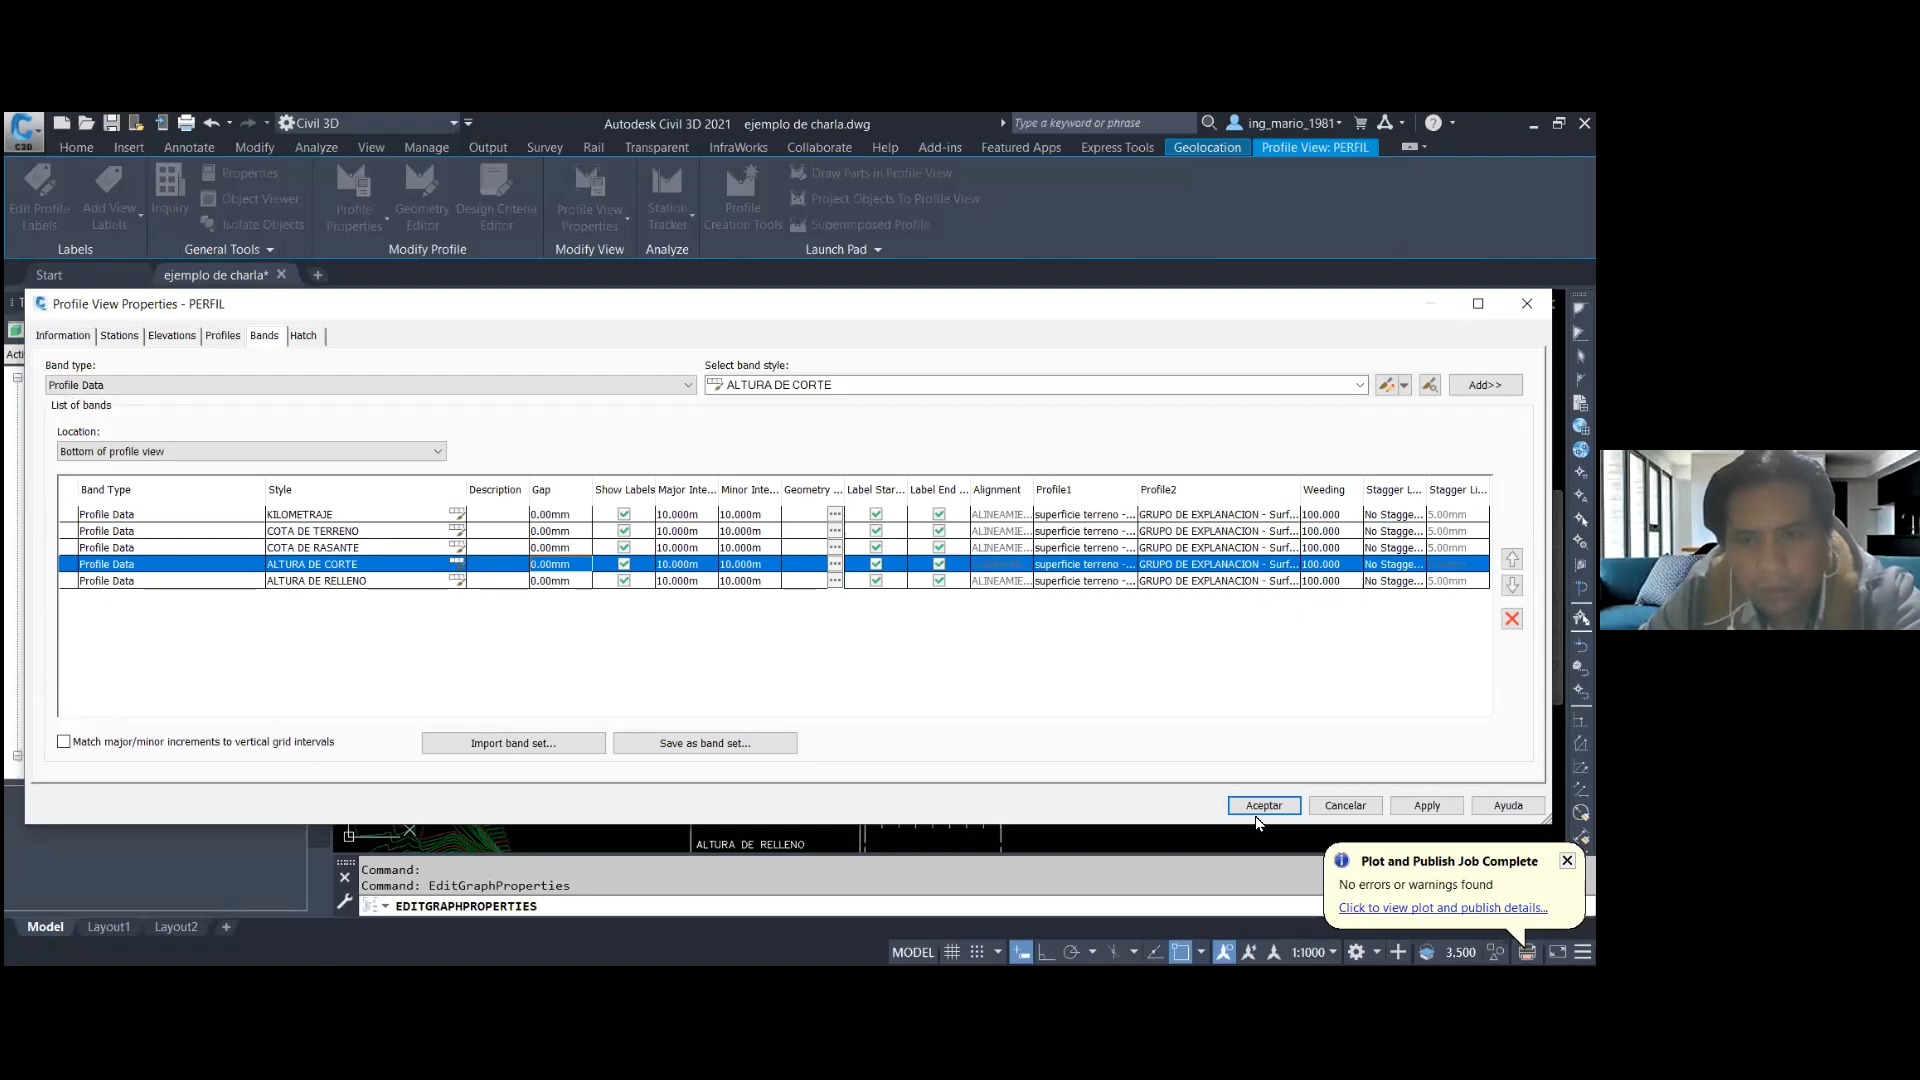 C3D Civil 3D Autodesk Civil 3D 2021 ejemplo de charla.dwg Type a keyword or phrase ing_mario_1981
Home Insert Annotate Modify Analyze View Manage Output Survey Rail Transparent InfraWorks Collaborate Help Add-ins Featured Apps Express Tools Geolocation Profile View: PERFIL
Edit Profile Labels
Add View Labels
Inquiry
Properties
Object Viewer
Isolate Objects
Profile Properties
Geometry Editor
Design Criteria Editor
Profile View Properties
Station Tracker
Profile Creation Tools
Draw Parts in Profile View
Project Objects To Profile View
Superimposed Profile
Labels General Tools Modify Profile Modify View Analyze Launch Pad
Start ejemplo de charla*
Profile View Properties - PERFIL
Information Stations Elevations Profiles Bands Hatch
Acti
Band type: Select band style:
Profile Data ALTURA DE CORTE Add>>
List of bands
Location:
Bottom of profile view
Band Type Style Description Gap Show Labels Major Inte... Minor Inte... Geometry ... Label Star... Label End ... Alignment Profile1 Profile2 Weeding Stagger L... Stagger Li...
Profile Data KILOMETRAJE 0.00mm 10.000m 10.000m ... ALINEAMIE... superficie terreno -... GRUPO DE EXPLANACION - Surf... 100.000 No Stagge... 5.00mm
Profile Data COTA DE TERRENO 0.00mm 10.000m 10.000m ... ALINEAMIE... superficie terreno -... GRUPO DE EXPLANACION - Surf... 100.000 No Stagge... 5.00mm
Profile Data COTA DE RASANTE 0.00mm 10.000m 10.000m ... ALINEAMIE... superficie terreno -... GRUPO DE EXPLANACION - Surf... 100.000 No Stagge... 5.00mm
Profile Data ALTURA DE CORTE 0.00mm 10.000m 10.000m ... superficie terreno -... GRUPO DE EXPLANACION - Surf... 100.000 No Stagge...
Profile Data ALTURA DE RELLENO 0.00mm 10.000m 10.000m ... ALINEAMIE... superficie terreno -... GRUPO DE EXPLANACION - Surf... 100.000 No Stagge... 5.00mm
Match major/minor increments to vertical grid intervals Import band set... Save as band set...
Aceptar Cancelar Apply Ayuda
ALTURA DE RELLENO
Command:
Command: EditGraphProperties
EDITGRAPHPROPERTIES
Plot and Publish Job Complete
No errors or warnings found
Click to view plot and publish details...
Model Layout1 Layout2
MODEL 1:1000 3.500